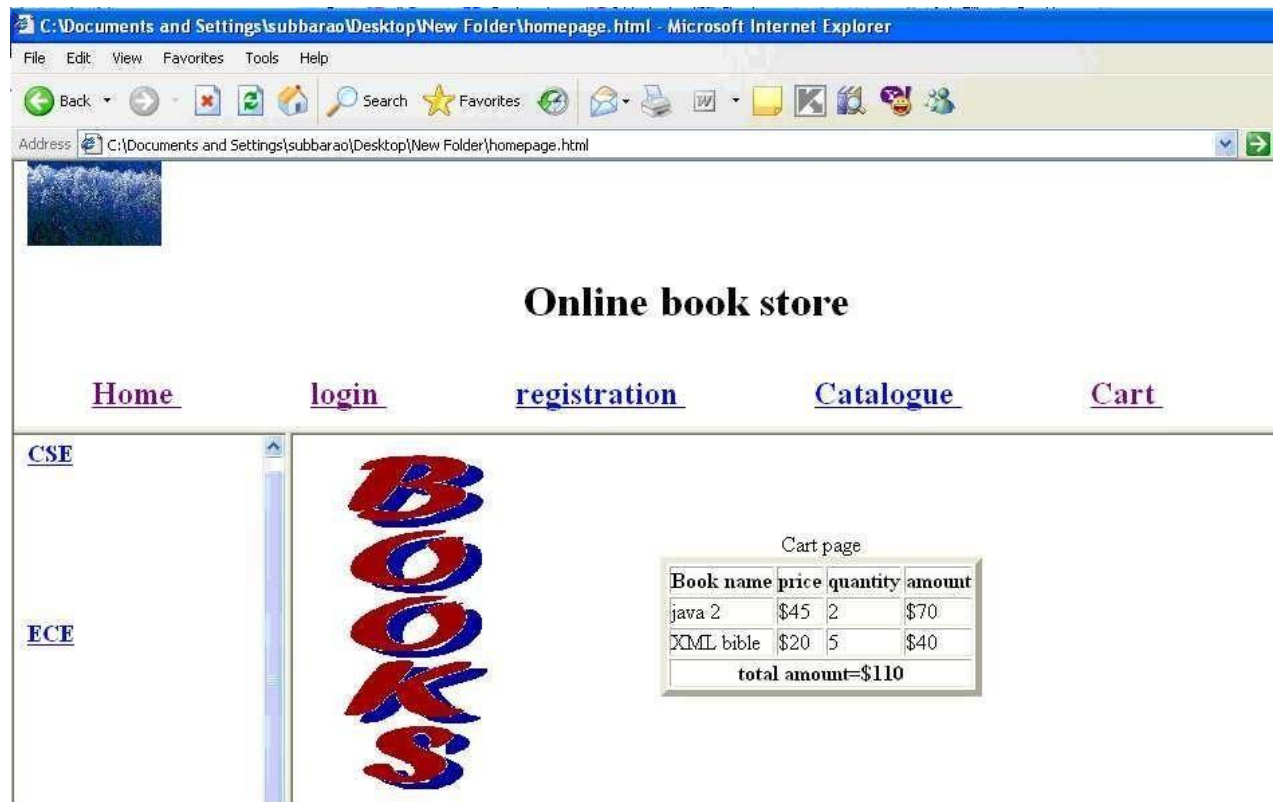 C:\Documents and Settings\subbarao\Desktop\New Folder\homepage.html - Microsoft Internet Explorer
File Edit View Favorites Tools Help
Back Search Favorites
Address C:\Documents and Settings\subbarao\Desktop\New Folder\homepage.html
Online book store
Home login registration Catalogue Cart
CSE
ECE
BOOKS
Cart page
Book name price quantity amount
java 2 $45 2 $70
XML bible $20 5 $40
total amount=$110